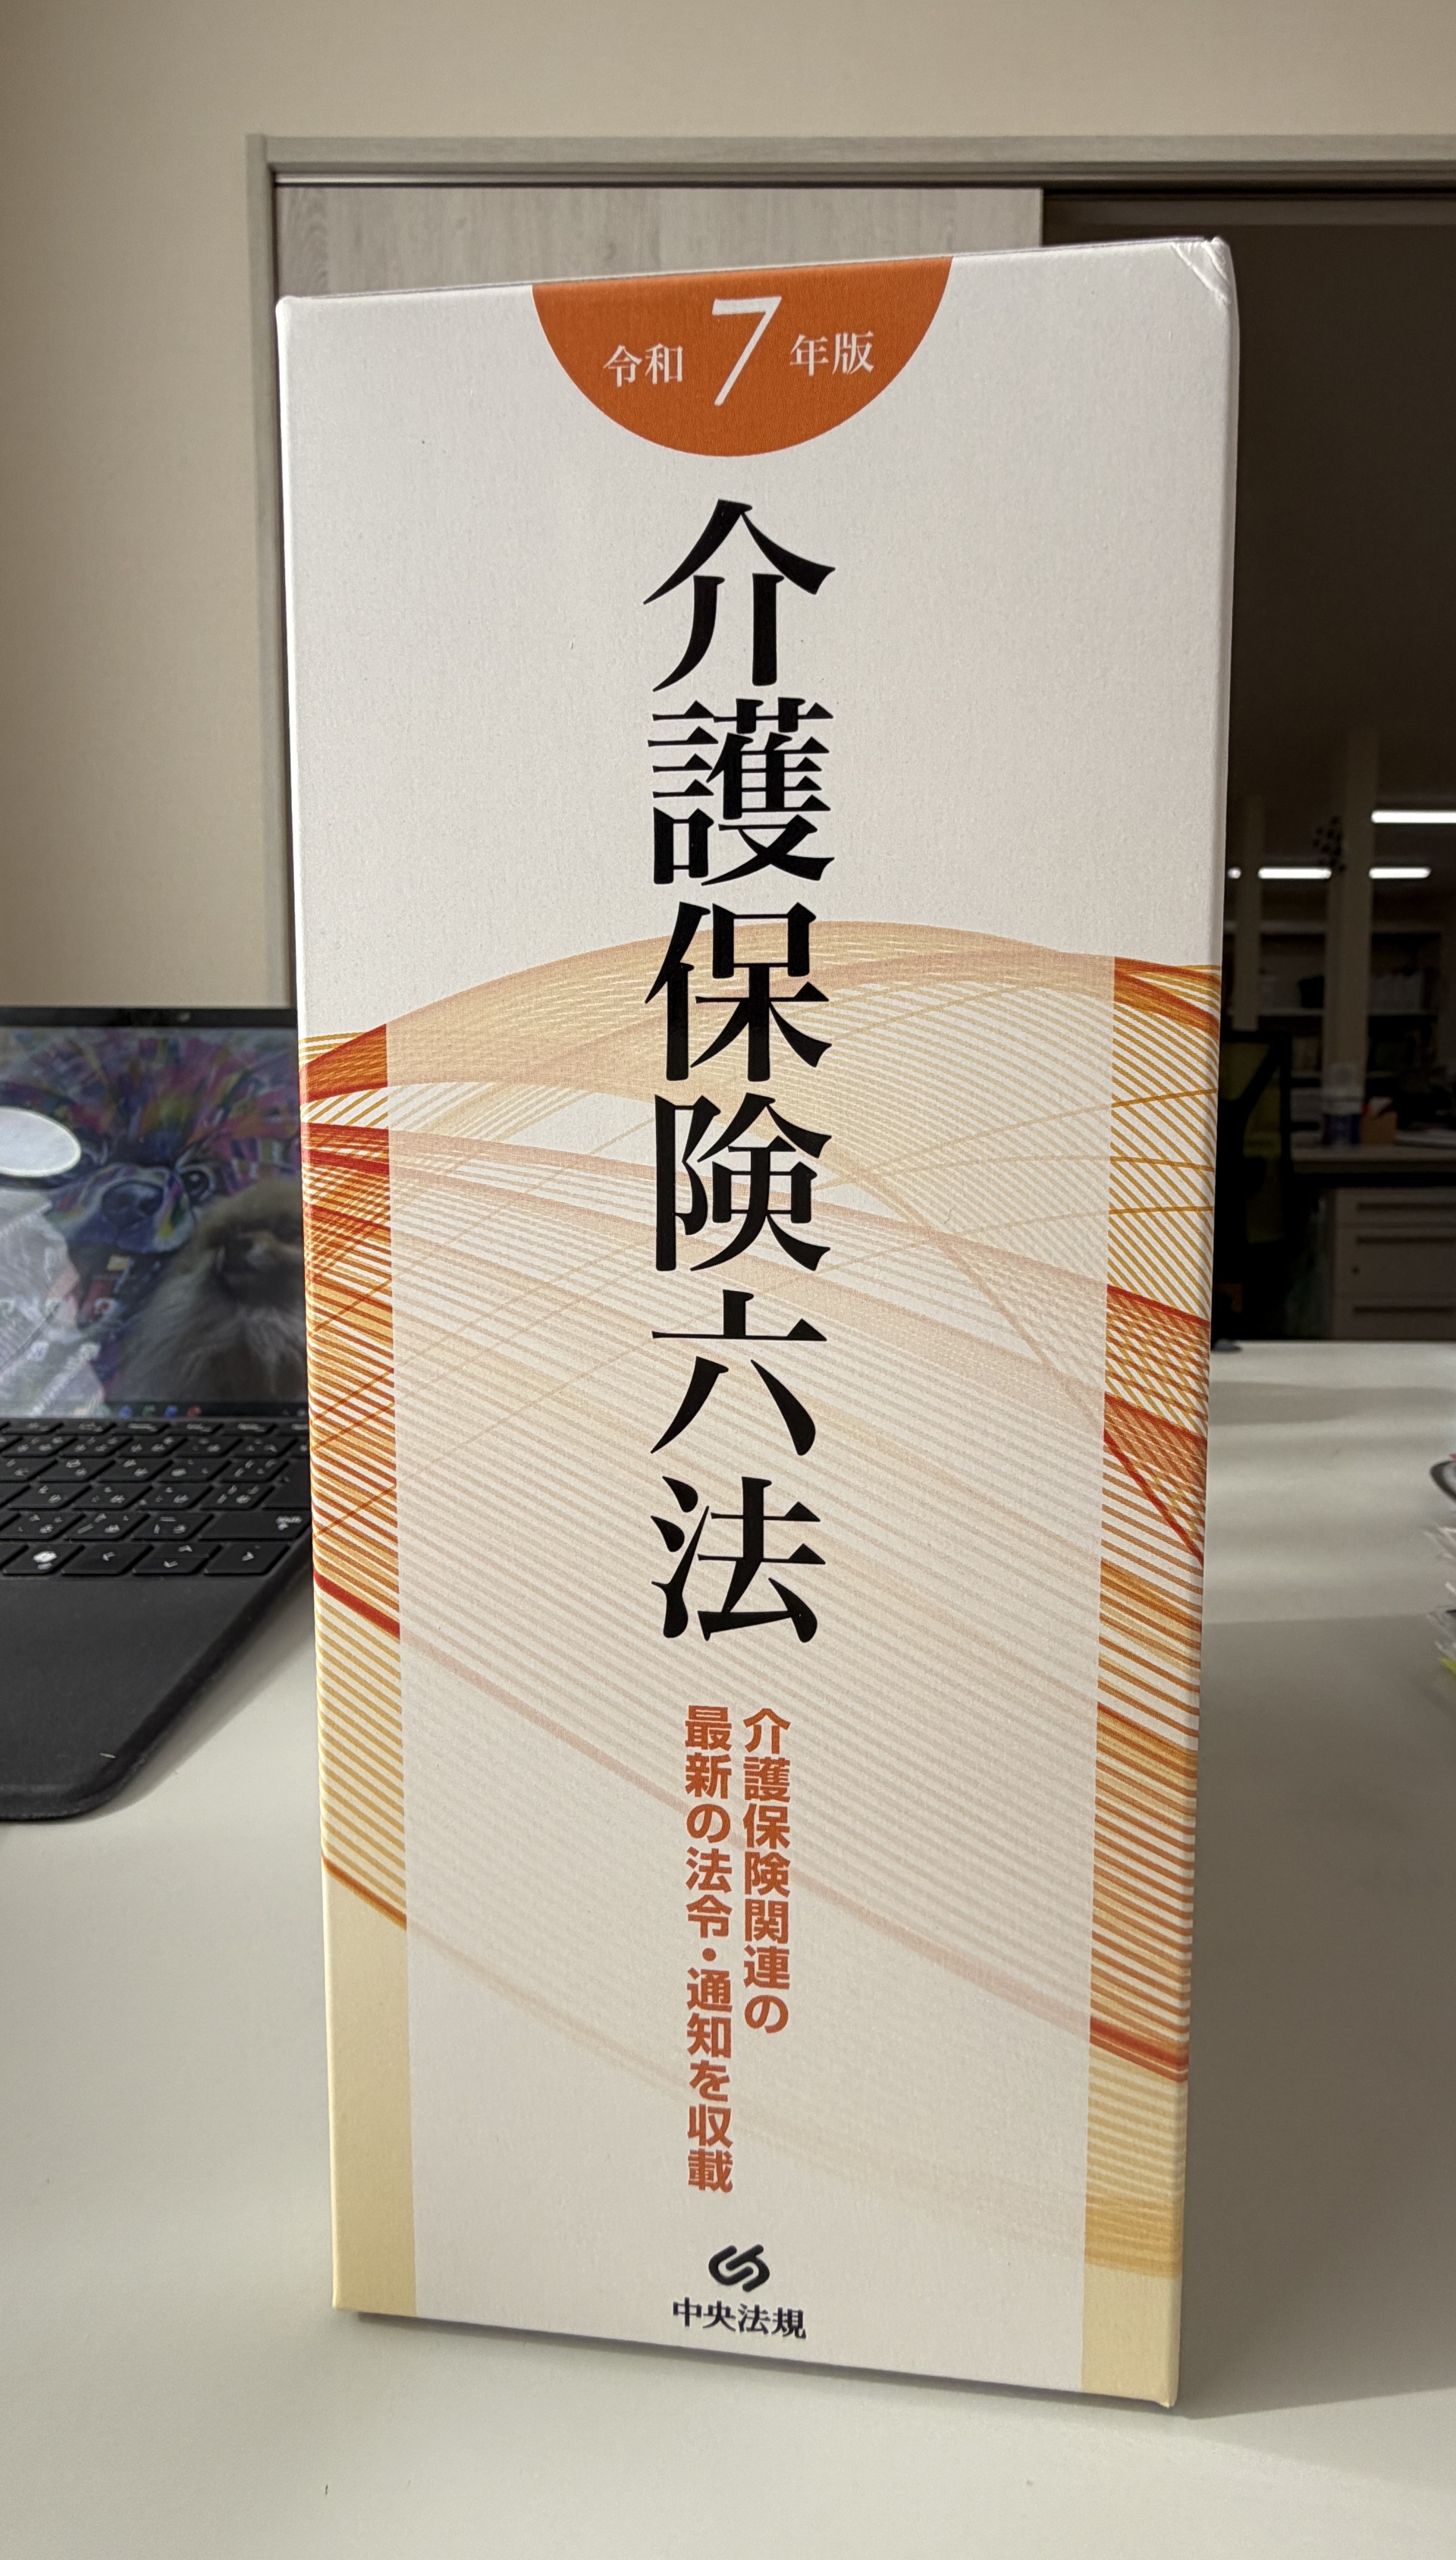 令和7年版
介護保険六法
介護保険関連の
最新の法令・通知を収載
中央法規